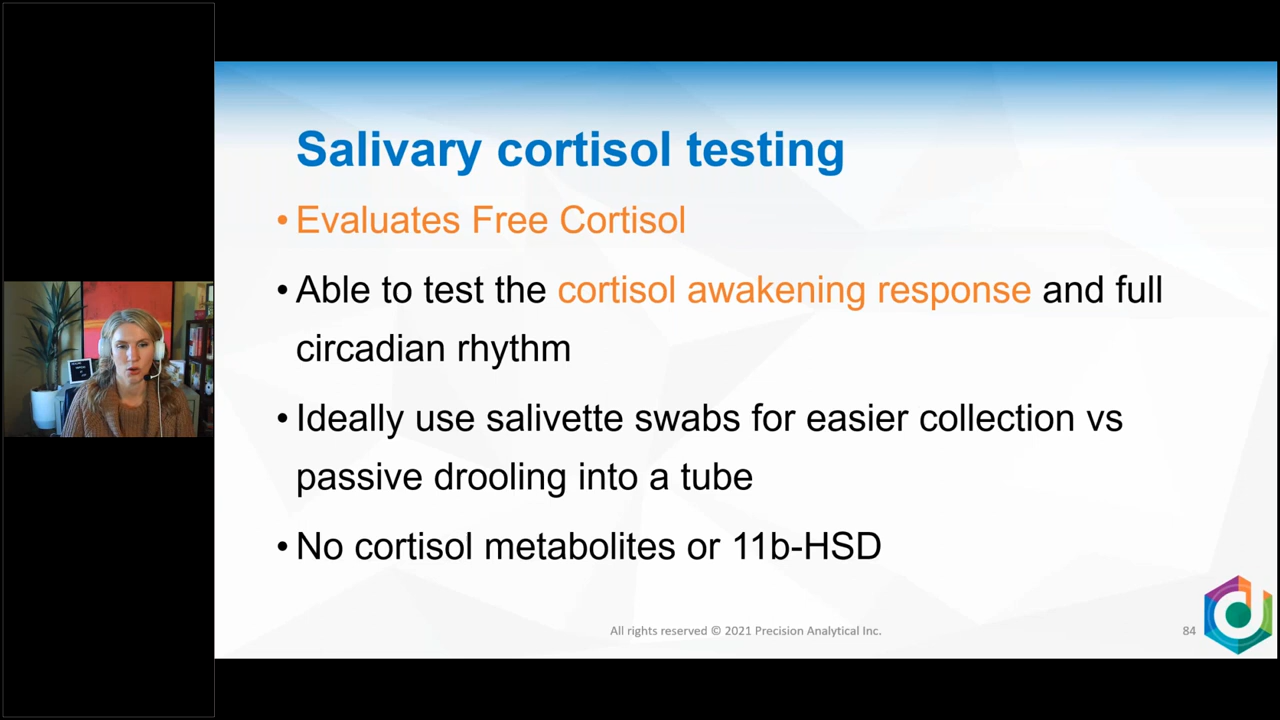 Salivary cortisol testing
• Evaluates Free Cortisol
• Able to test the cortisol awakening response and full
circadian rhythm
• Ideally use salivette swabs for easier collection vs
passive drooling into a tube
• No cortisol metabolites or 11b-HSD
All rights reserved © 2021 Precision Analytical Inc.
84